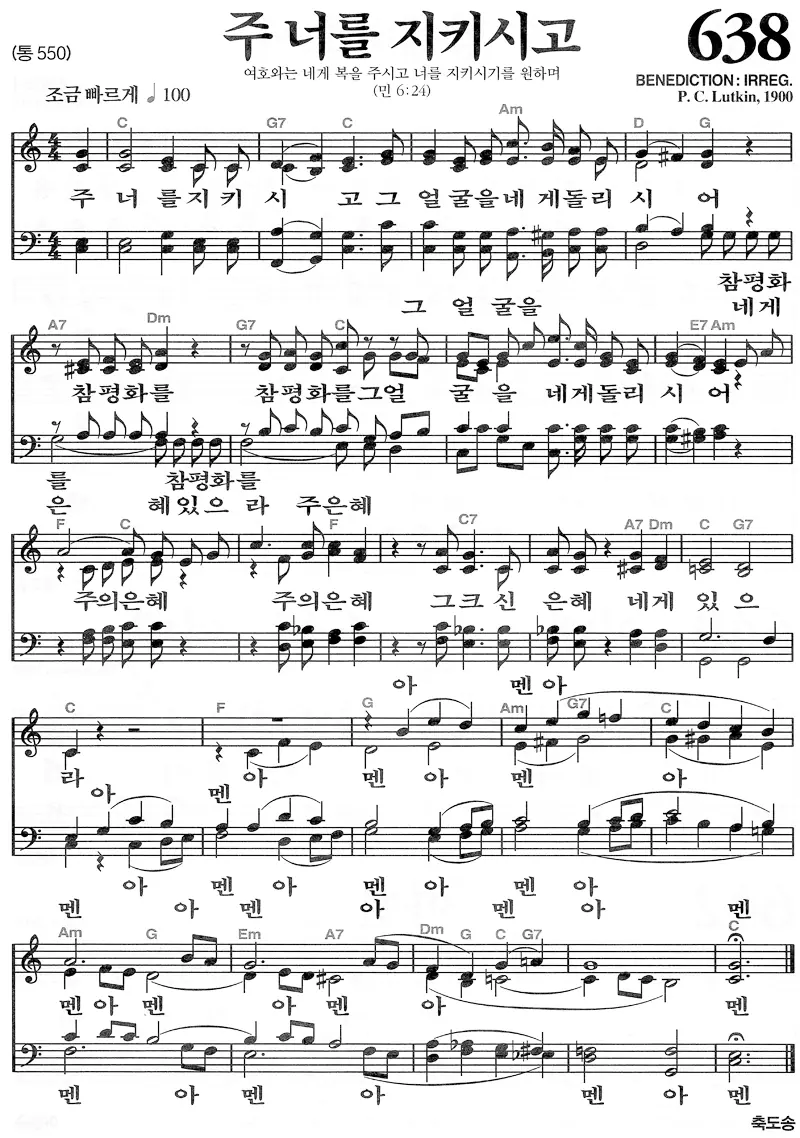 (통 550)
주 너를 지키시고
638
여호와는 네게 복을 주시고 너를 지키시기를 원하며
(민 6:24)
BENEDICTION : IRREG.
P. C. Lutkin, 1900
조금 빠르게 ♩ 100
C G7 C Am D G
주 너 를지 키 시 고 그 얼굴을네 게돌리 시 어
참평화
그 얼 굴을 네게
A7 Dm G7 C E7 Am
참평화를 참평화를그얼 굴 을 네게돌리 시 어
를 참평화를
은 혜있으 라 주은혜
F C F C7 A7 Dm C G7
주의은혜 주의은혜 그크 신 은혜 네게 있 으
아 멘 아
C F G Am G7 C
라 아 멘 아 멘 아
아 멘
아 멘 아 멘 아 멘 아
멘 아 멘 아 멘 아 멘
Am G Em A7 Dm G C G7 C
멘 아 멘 아 멘 아 멘
멘 아 멘 아 멘 아 멘
축도송